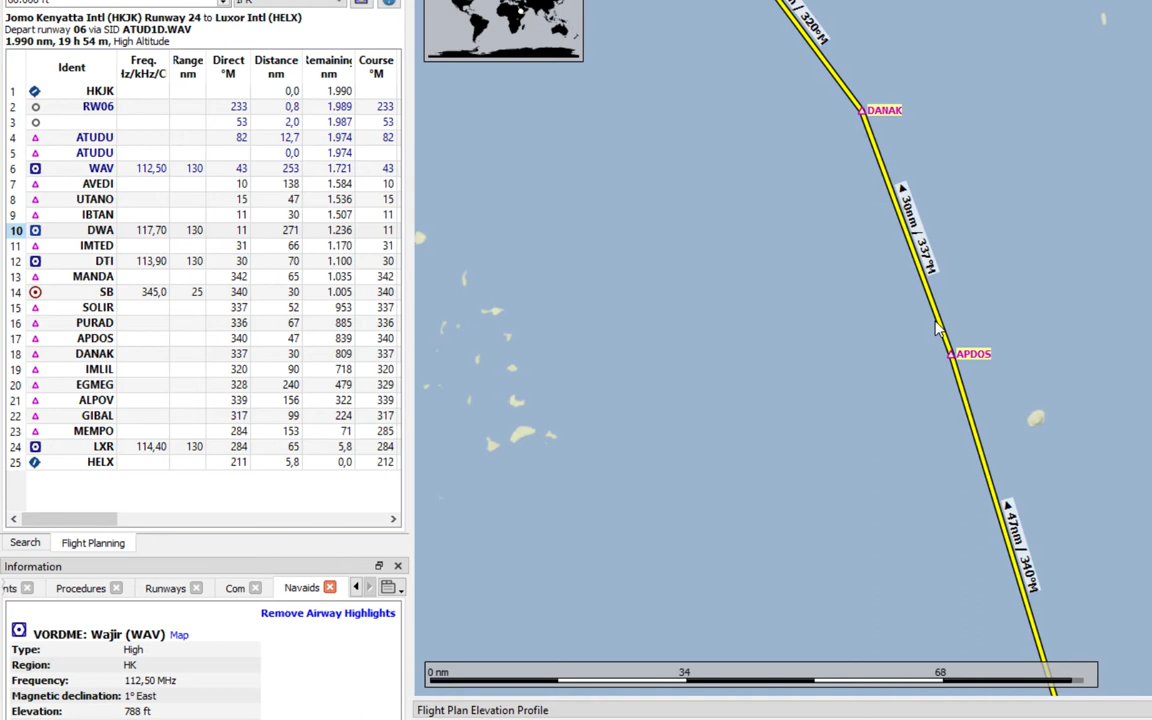 Jomo Kenyatta Intl (HKJK) Runway 24 to Luxor Intl (HELX)
Depart runway 06 via SID ATUD1D.WAV
1.990 nm, 19 h 54 m, High Altitude
Ident Freq. Hz/kHz/C Range nm Direct °M Distance nm Remaining nm Course °M
1 HKJK 0,0 1.990
2 RW06 233 0,8 1.989 233
3 53 2,0 1.987 53
4 ATUDU 82 12,7 1.974 82
5 ATUDU 0,0 1.974
6 WAV 112,50 130 43 253 1.721 43
7 AVEDI 10 138 1.584 10
8 UTANO 15 47 1.536 15
9 IBTAN 11 30 1.507 11
10 DWA 117,70 130 11 271 1.236 11
11 IMTED 31 66 1.170 31
12 DTI 113,90 130 30 70 1.100 30
13 MANDA 342 65 1.035 342
14 SB 345,0 25 340 30 1.005 340
15 SOLIR 337 52 953 337
16 PURAD 336 67 885 336
17 APDOS 340 47 839 340
18 DANAK 337 30 809 337
19 IMLIL 320 90 718 320
20 EGMEG 328 240 479 329
21 ALPOV 339 156 322 339
22 GIBAL 317 99 224 317
23 MEMPO 284 153 71 285
24 LXR 114,40 130 284 65 5,8 284
25 HELX 211 5,8 0,0 212
Search Flight Planning
Information
nts Procedures Runways Com Navaids
Remove Airway Highlights
VORDME: Wajir (WAV) Map
Type: High
Region: HK
Frequency: 112,50 MHz
Magnetic declination: 1° East
Elevation: 788 ft
/ 320°M
DANAK
30nm / 337°M
APDOS
47nm / 340°M
0 nm 34 68
Flight Plan Elevation Profile